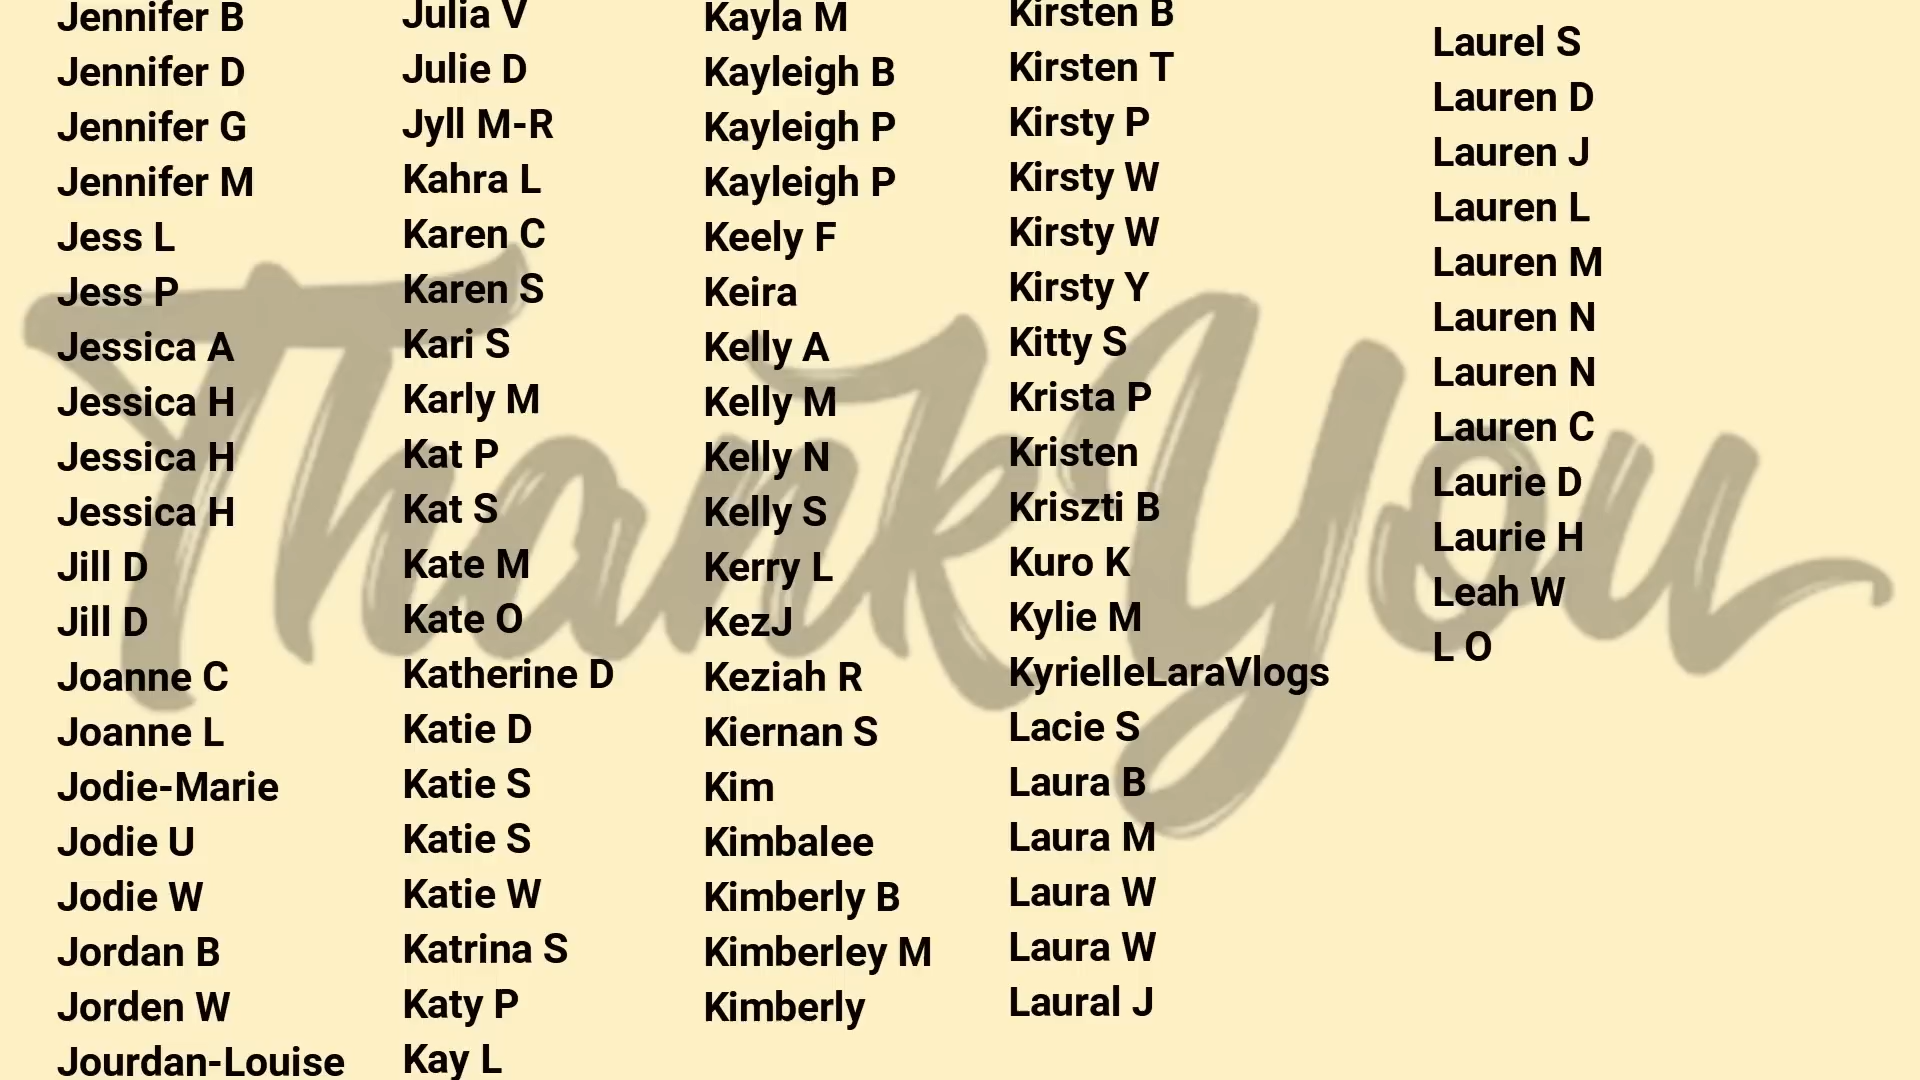 Jennifer B
Jennifer D
Jennifer G
Jennifer M
Jess L
Jess P
Jessica A
Jessica H
Jessica H
Jessica H
Jill D
Jill D
Joanne C
Joanne L
Jodie-Marie
Jodie U
Jodie W
Jordan B
Jorden W
Jourdan-Louise
Julia V
Julie D
Jyll M-R
Kahra L
Karen C
Karen S
Kari S
Karly M
Kat P
Kat S
Kate M
Kate O
Katherine D
Katie D
Katie S
Katie S
Katie W
Katrina S
Katy P
Kay L
Kayla M
Kayleigh B
Kayleigh P
Kayleigh P
Keely F
Keira
Kelly A
Kelly M
Kelly N
Kelly S
Kerry L
KezJ
Keziah R
Kiernan S
Kim
Kimbalee
Kimberly B
Kimberley M
Kimberly
Kirsten B
Kirsten T
Kirsty P
Kirsty W
Kirsty W
Kirsty Y
Kitty S
Krista P
Kristen
Kriszti B
Kuro K
Kylie M
KyrielleLaraVlogs
Lacie S
Laura B
Laura M
Laura W
Laura W
Laural J
Laurel S
Lauren D
Lauren J
Lauren L
Lauren M
Lauren N
Lauren N
Lauren C
Laurie D
Laurie H
Leah W
L O
Thank You